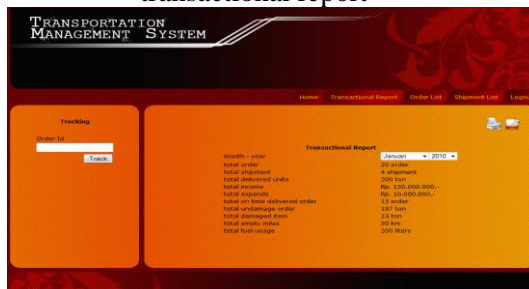 transactional report
TRANSPORTATION
MANAGEMENT SYSTEM
Home Transactional Report Order List Shipment List Logou
Tracking
Order Id
Track
Transactional Report
month - year Januari 2010
total order 20 order
total shipment 4 shipment
total delivered units 200 ton
total income Rp. 150.000.000,-
total expends Rp. 10.000.000,-
total on time delivered order 15 order
total undamage order 187 ton
total damaged item 13 ton
total empty miles 50 km
total fuel usage 200 liters